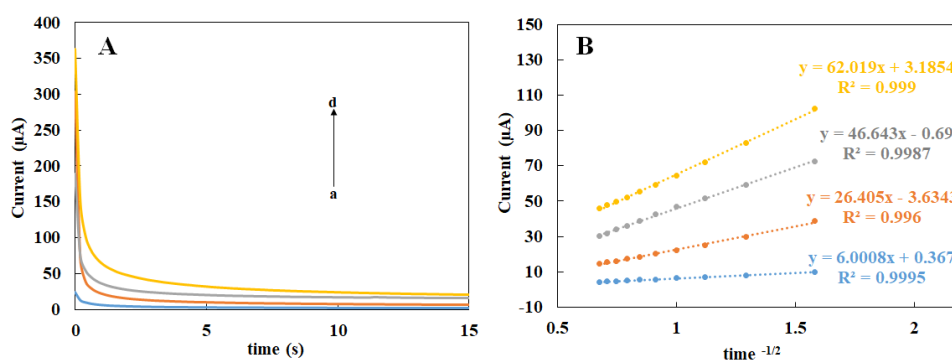 A
400
350
300
250
200
150
100
50
0
Current (µA)
d
a
0
5
10
15
time (s)
B
150
130
110
90
70
50
30
10
-10
Current (µA)
y = 62.019x + 3.1854
R² = 0.999
y = 46.643x - 0.69
R² = 0.9987
y = 26.405x - 3.6343
R² = 0.996
y = 6.0008x + 0.367
R² = 0.9995
0.5
1
1.5
2
time -1/2